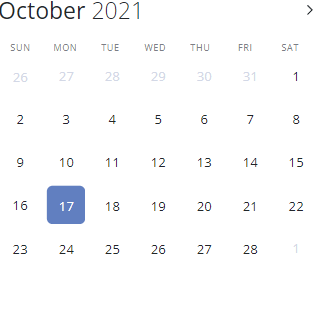 October 2021
SUN MON TUE WED THU FRI SAT
26 27 28 29 30 31 1
2 3 4 5 6 7 8
9 10 11 12 13 14 15
16 17 18 19 20 21 22
23 24 25 26 27 28 1